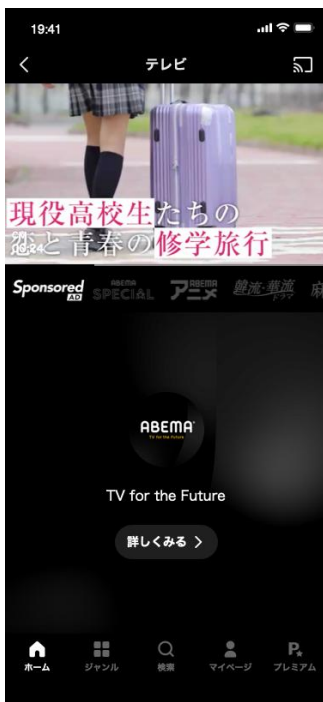 19:41
テレビ
現役高校生たちの
恋と青春の修学旅行
Sponsored
AD
ABEMA
SPECIAL
ABEMA
アニメ
韓流・華流
ドラマ
麻
ABEMA
TV for the Future
TV for the Future
詳しくみる
ホーム
ジャンル
検索
マイページ
P
プレミアム